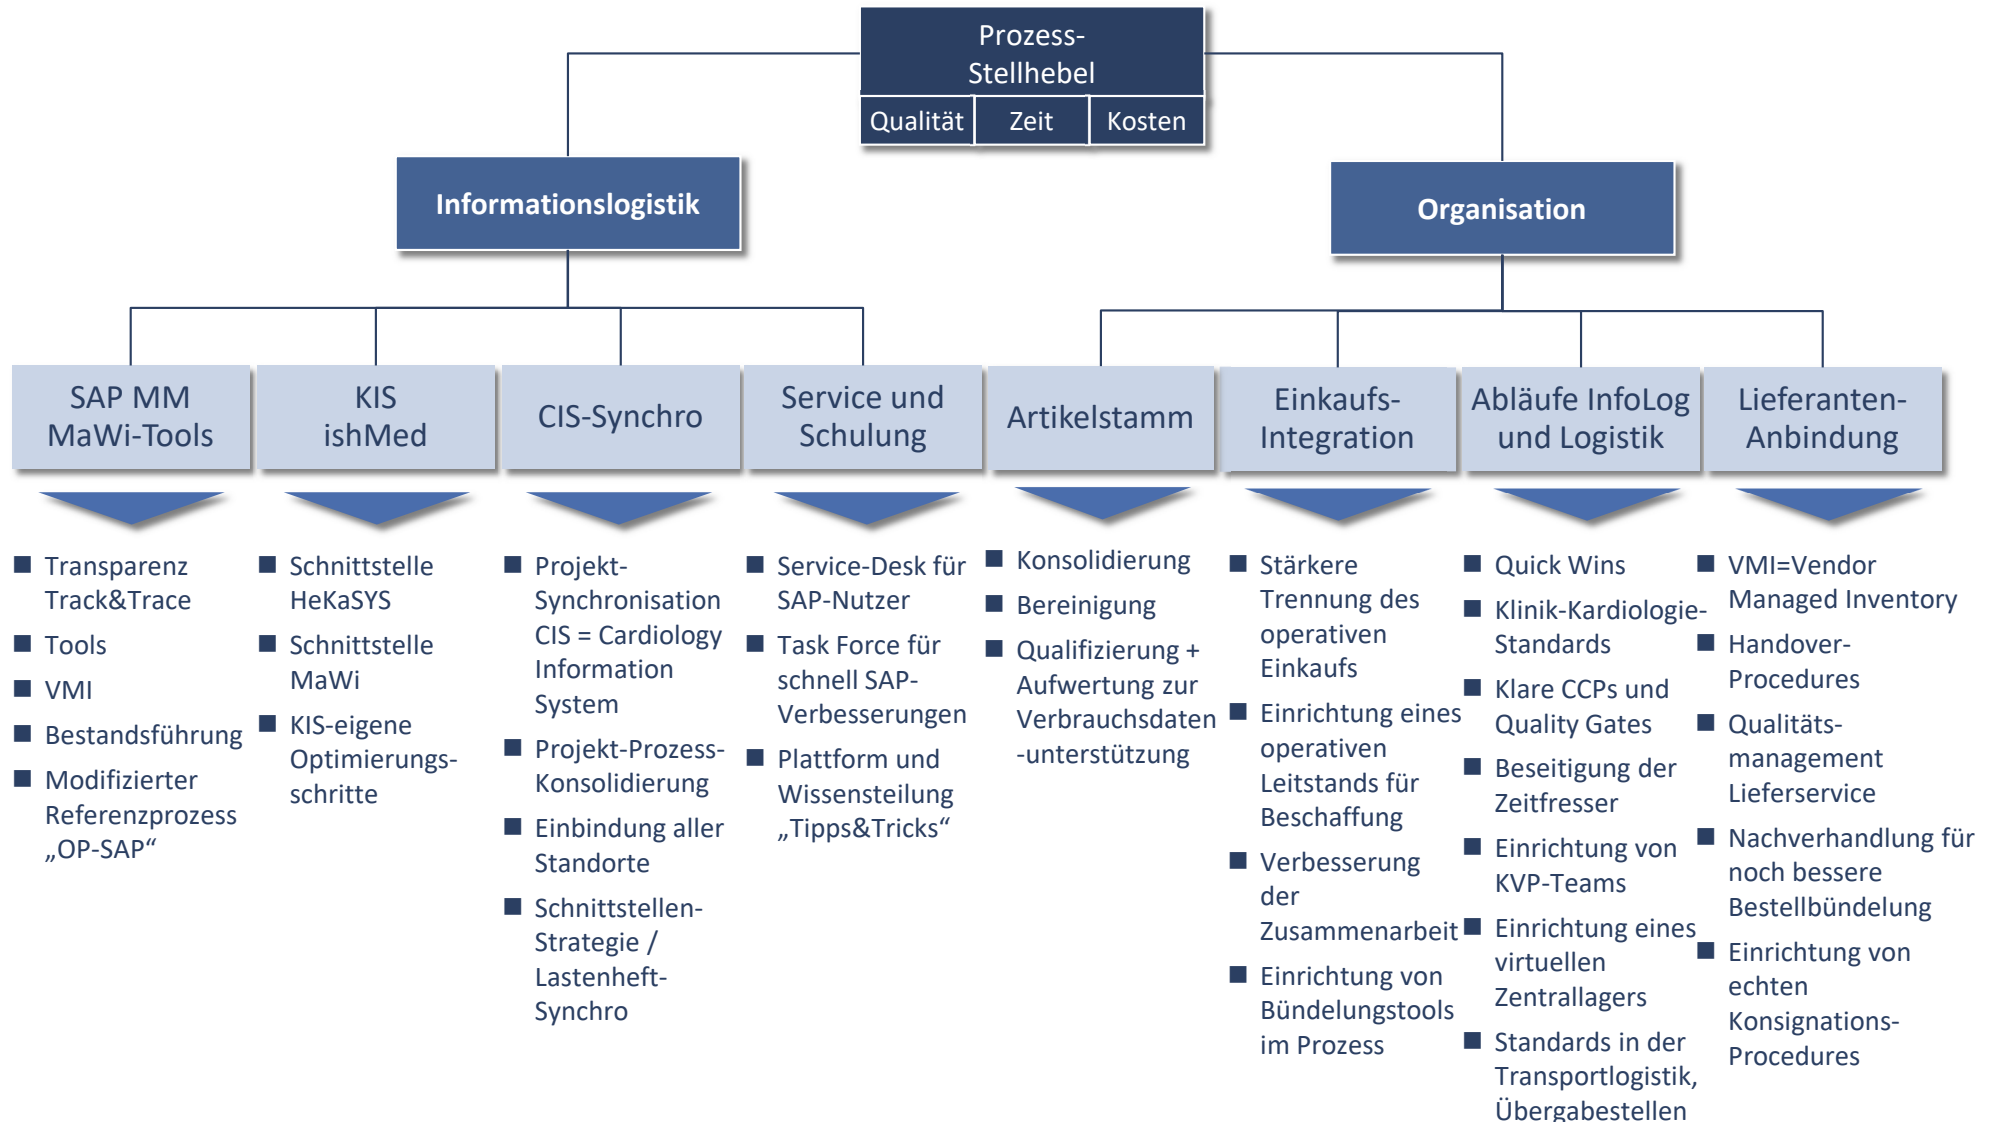 Prozess-
Stellhebel
Qualität
Zeit
Kosten
Informationslogistik
Organisation
SAP MM
MaWi-Tools
KIS
ishMed
CIS-Synchro
Service und
Schulung
Artikelstamm
Einkaufs-
Integration
Abläufe InfoLog
und Logistik
Lieferanten-
Anbindung
Transparenz
Track&Trace
Tools
VMI
Bestandsführung
Modifizierter
Referenzprozess
„OP-SAP“
Schnittstelle
HeKaSYS
Schnittstelle
MaWi
KIS-eigene
Optimierungs-
schritte
Projekt-
Synchronisation
CIS = Cardiology
Information
System
Projekt-Prozess-
Konsolidierung
Einbindung aller
Standorte
Schnittstellen-
Strategie /
Lastenheft-
Synchro
Service-Desk für
SAP-Nutzer
Task Force für
schnell SAP-
Verbesserungen
Plattform und
Wissensteilung
„Tipps&Tricks“
Konsolidierung
Bereinigung
Qualifizierung +
Aufwertung zur
Verbrauchsdaten
-unterstützung
Stärkere
Trennung des
operativen
Einkaufs
Einrichtung eines
operativen
Leitstands für
Beschaffung
Verbesserung
der
Zusammenarbeit
Einrichtung von
Bündelungstools
im Prozess
Quick Wins
Klinik-Kardiologie-
Standards
Klare CCPs und
Quality Gates
Beseitigung der
Zeitfresser
Einrichtung von
KVP-Teams
Einrichtung eines
virtuellen
Zentrallagers
Standards in der
Transportlogistik,
Übergabestellen
VMI=Vendor
Managed Inventory
Handover-
Procedures
Qualitäts-
management
Lieferservice
Nachverhandlung für
noch bessere
Bestellbündelung
Einrichtung von
echten
Konsignations-
Procedures